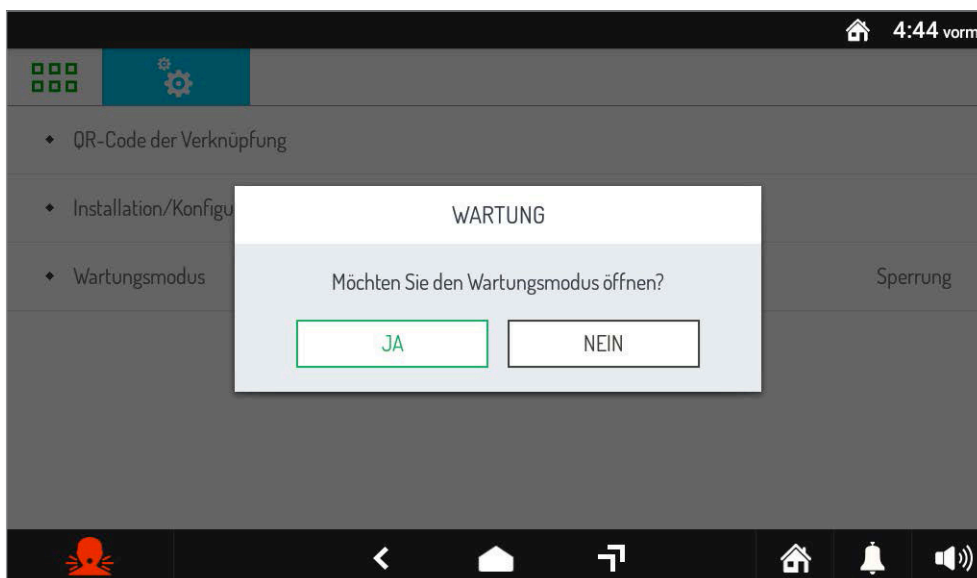 4:44 vorm
QR-Code der Verknüpfung
Installation/Konfigu
WARTUNG
Wartungsmodus
Möchten Sie den Wartungsmodus öffnen?
Sperrung
JA
NEIN